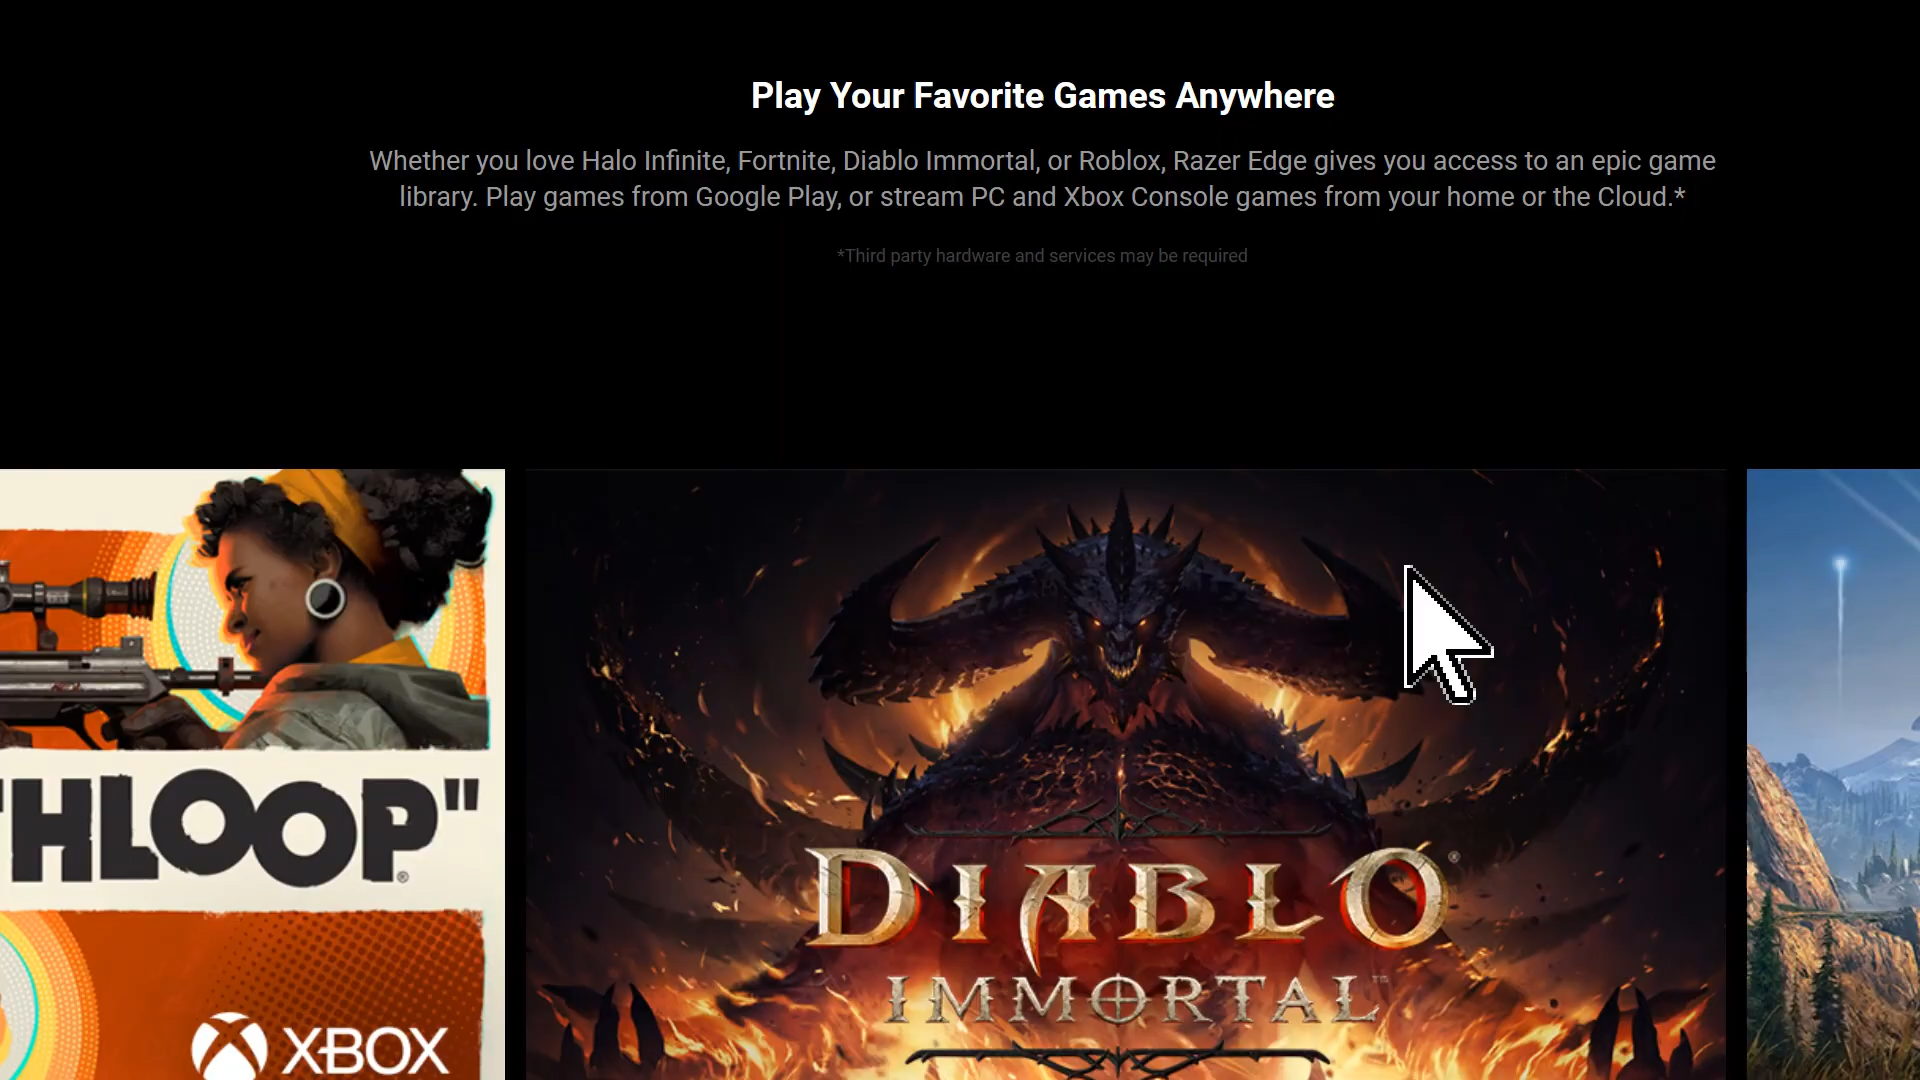 Play Your Favorite Games Anywhere
Whether you love Halo Infinite, Fortnite, Diablo Immortal, or Roblox, Razer Edge gives you access to an epic game
library. Play games from Google Play, or stream PC and Xbox Console games from your home or the Cloud.*
*Third party hardware and services may be required
HLOOP"®
XBOX
DIABLO®
IMMORTAL™